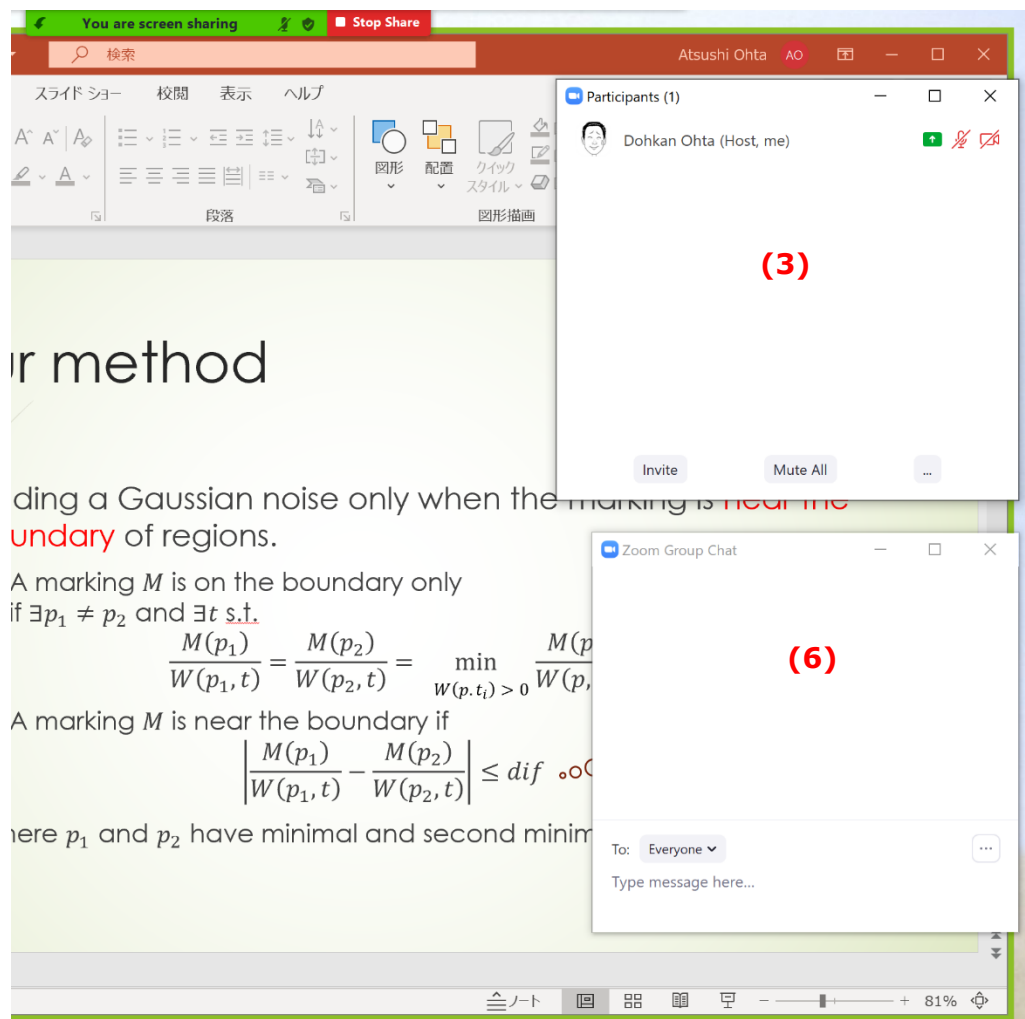 You are screen sharing
Stop Share
検索
Atsushi Ohta AO
スライド ショー 校閲 表示 ヘルプ
Participants (1)
Dohkan Ohta (Host, me)
図形 配置 クイック
スタイル
段落 図形描画
(3)
r method
Invite Mute All ...
ding a Gaussian noise only when the marking is near the
undary of regions.
Zoom Group Chat
A marking M is on the boundary only
if ∃p₁ ≠ p₂ and ∃t s.t.
M(p₁)/W(p₁, t) = M(p₂)/W(p₂, t) = min W(p.tᵢ) > 0 M(p W(p,
(6)
A marking M is near the boundary if
|M(p₁)/W(p₁, t) − M(p₂)/W(p₂, t)| ≤ dif
here p₁ and p₂ have minimal and second minim
To: Everyone
Type message here...
ノート 81%